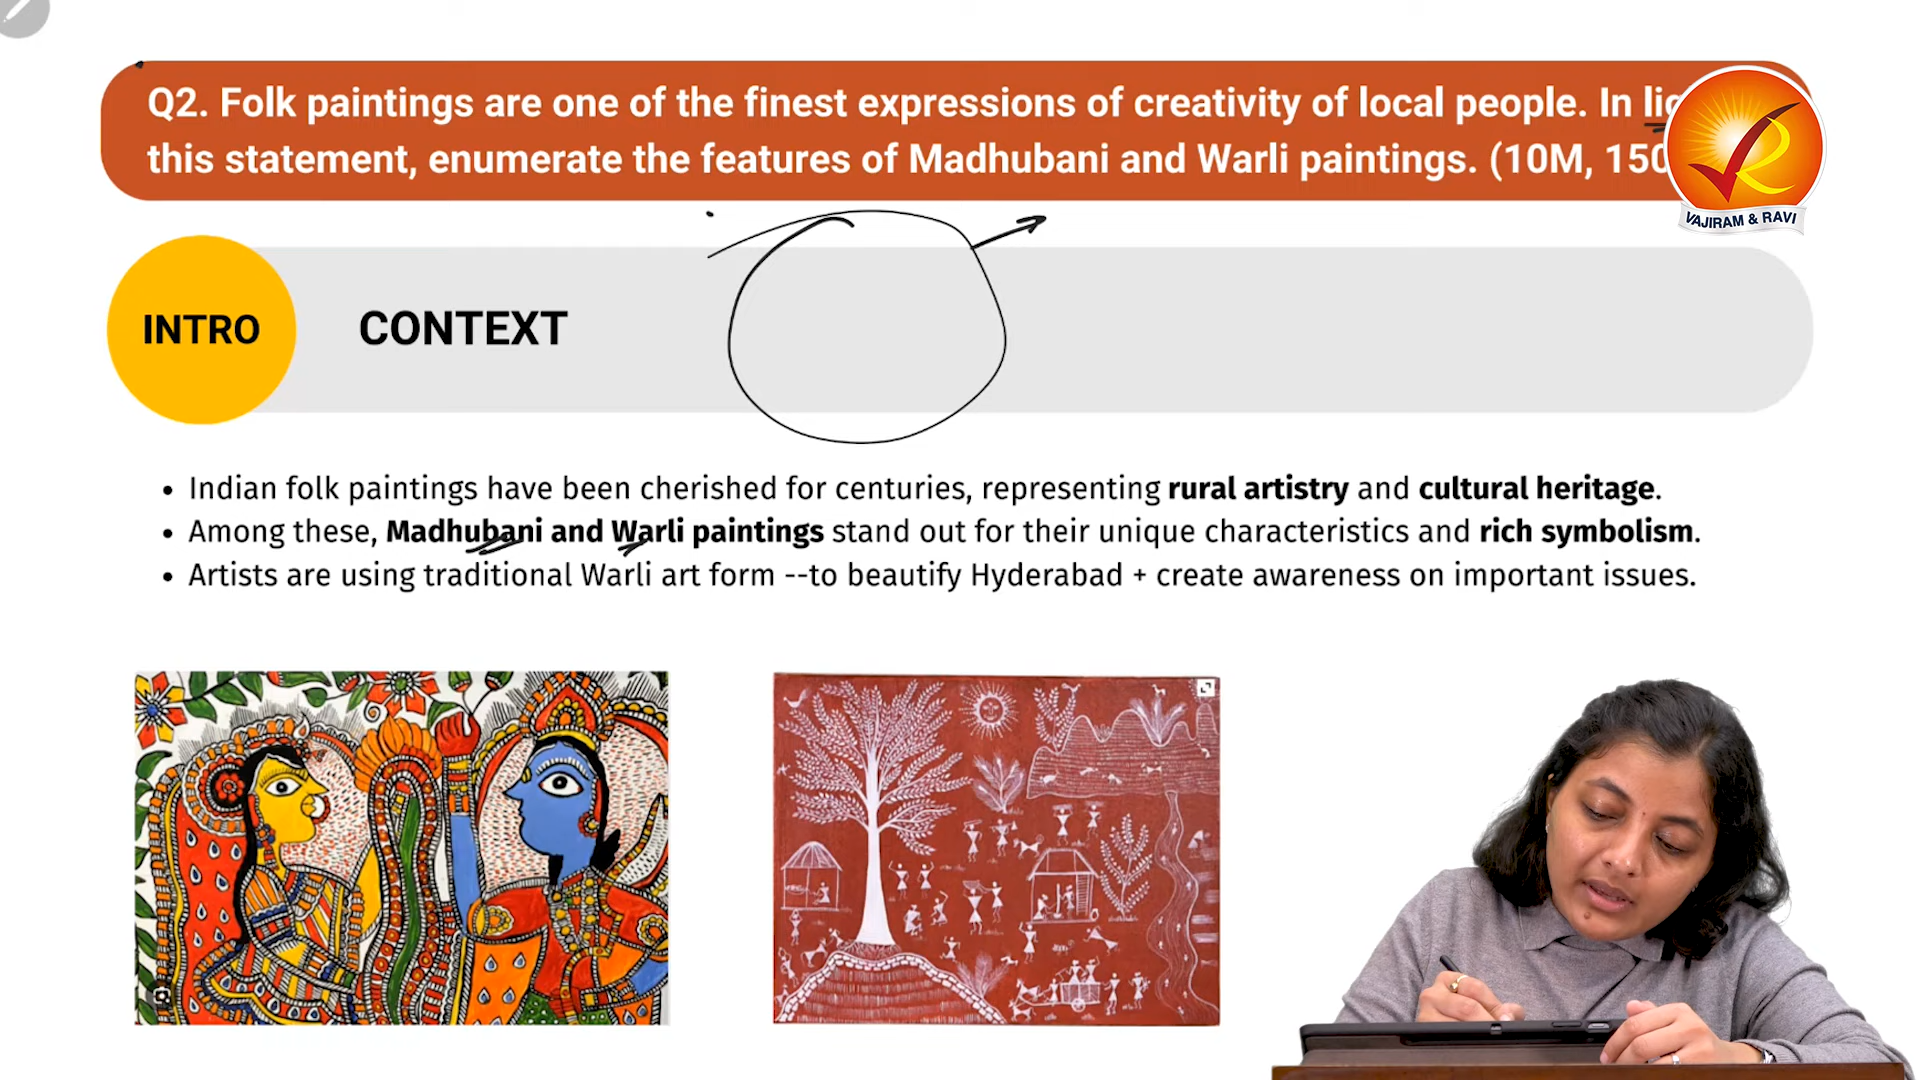 Q2. Folk paintings are one of the finest expressions of creativity of local people. In
this statement, enumerate the features of Madhubani and Warli paintings. (10M, 150
VAJIRAM & RAVI
INTRO
CONTEXT
• Indian folk paintings have been cherished for centuries, representing rural artistry and cultural heritage.
• Among these, Madhubani and Warli paintings stand out for their unique characteristics and rich symbolism.
• Artists are using traditional Warli art form --to beautify Hyderabad + create awareness on important issues.